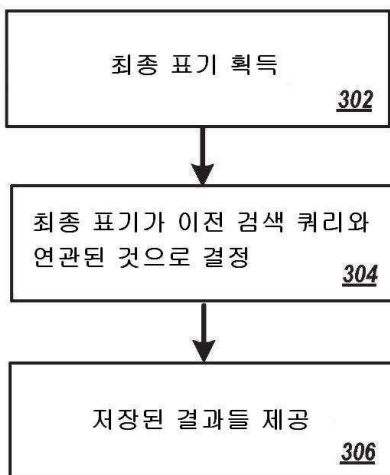 최종 표기 획득
302
최종 표기가 이전 검색 쿼리와
연관된 것으로 결정
304
저장된 결과들 제공
306